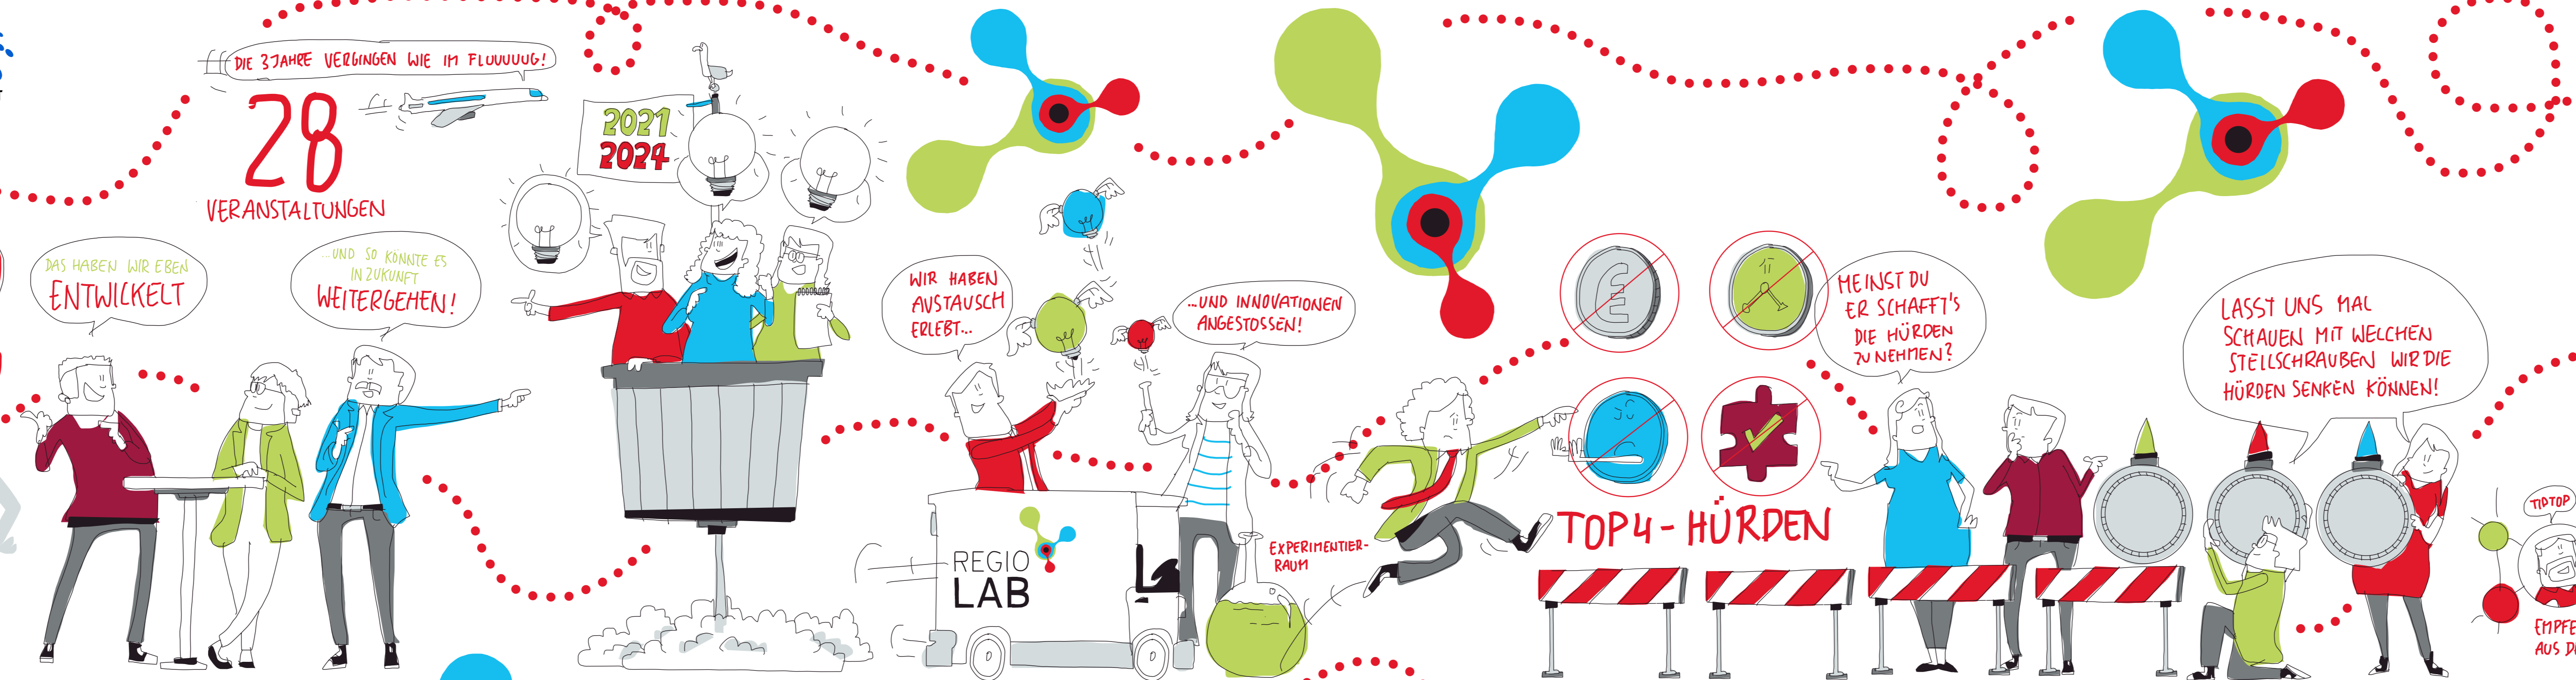 DIE 3 JAHRE VERGINGEN WIE IM FLUUUUUG!
28
VERANSTALTUNGEN
DAS HABEN WIR EBEN
ENTWICKELT
...UND SO KÖNNTE ES
IN ZUKUNFT
WEITERGEHEN!
2021
2024
WIR HABEN
AUSTAUSCH
ERLEBT...
...UND INNOVATIONEN
ANGESTOSSEN!
REGIO
LAB
EXPERIMENTIER-
RAUM
€
TOP 4 - HÜRDEN
MEINST DU
ER SCHAFFT'S
DIE HÜRDEN
ZU NEHMEN?
LASST UNS MAL
SCHAUEN MIT WELCHEN
STELLSCHRAUBEN WIR DIE
HÜRDEN SENKEN KÖNNEN!
TIPTOP
EMPFE
AUS D